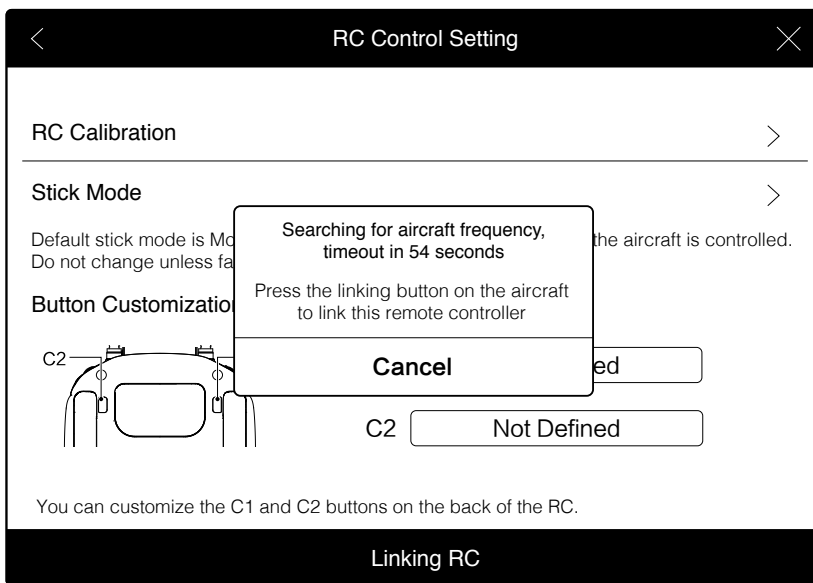 RC Control Setting
RC Calibration
Stick Mode
Default stick mode is Mo
the aircraft is controlled.
Do not change unless fa
Searching for aircraft frequency,
timeout in 54 seconds
Press the linking button on the aircraft
to link this remote controller
Cancel
Button Customization
C2
ed
C2 Not Defined
You can customize the C1 and C2 buttons on the back of the RC.
Linking RC